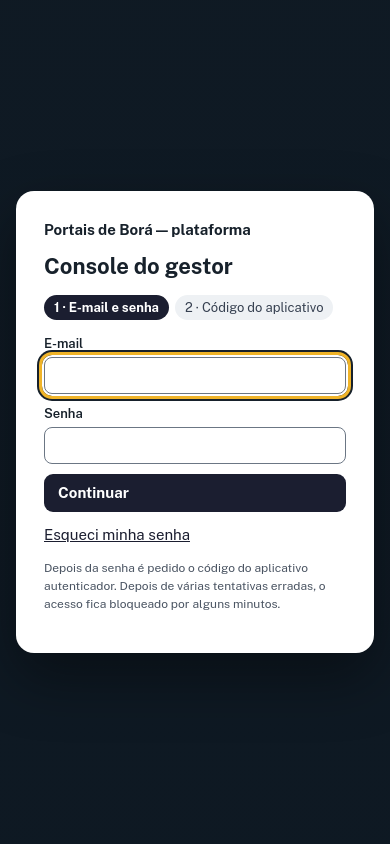 Portais de Borá — plataforma
Console do gestor
1 · E-mail e senha
2 · Código do aplicativo
E-mail
Senha
Continuar
Esqueci minha senha
Depois da senha é pedido o código do aplicativo
autenticador. Depois de várias tentativas erradas, o
acesso fica bloqueado por alguns minutos.